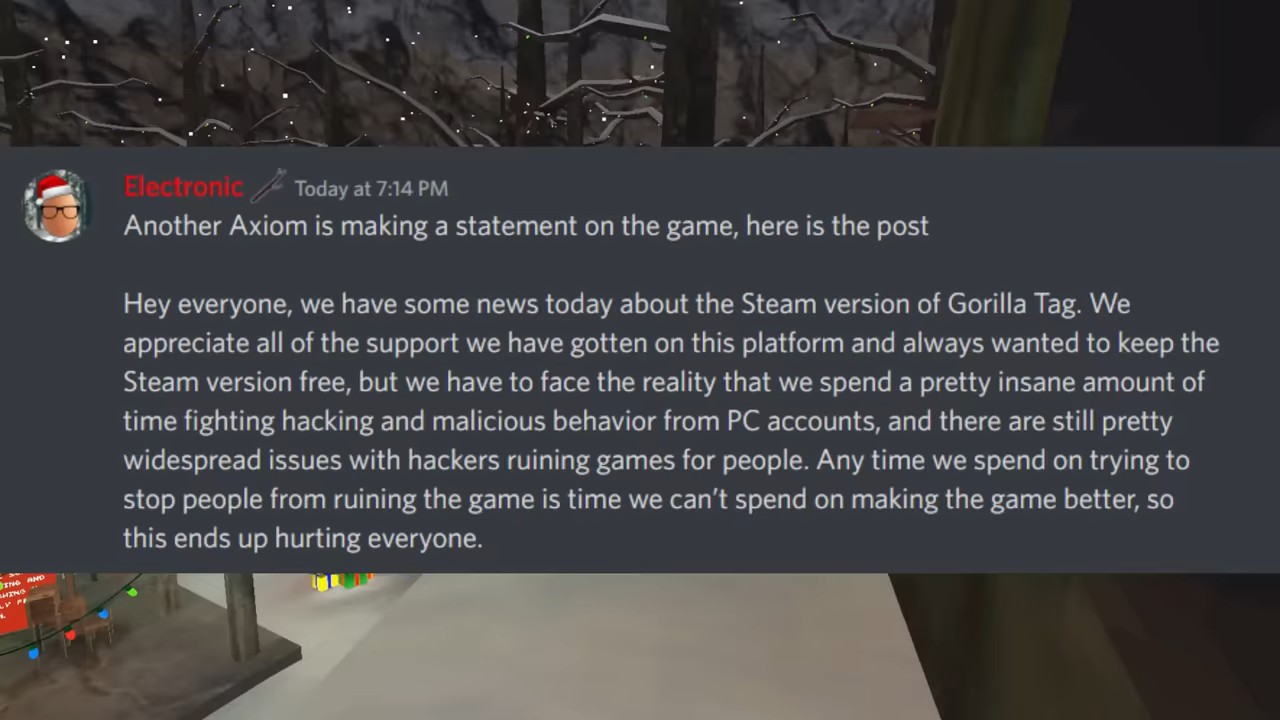 Electronic Today at 7:14 PM
Another Axiom is making a statement on the game, here is the post
Hey everyone, we have some news today about the Steam version of Gorilla Tag. We
appreciate all of the support we have gotten on this platform and always wanted to keep the
Steam version free, but we have to face the reality that we spend a pretty insane amount of
time fighting hacking and malicious behavior from PC accounts, and there are still pretty
widespread issues with hackers ruining games for people. Any time we spend on trying to
stop people from ruining the game is time we can't spend on making the game better, so
this ends up hurting everyone.
AND